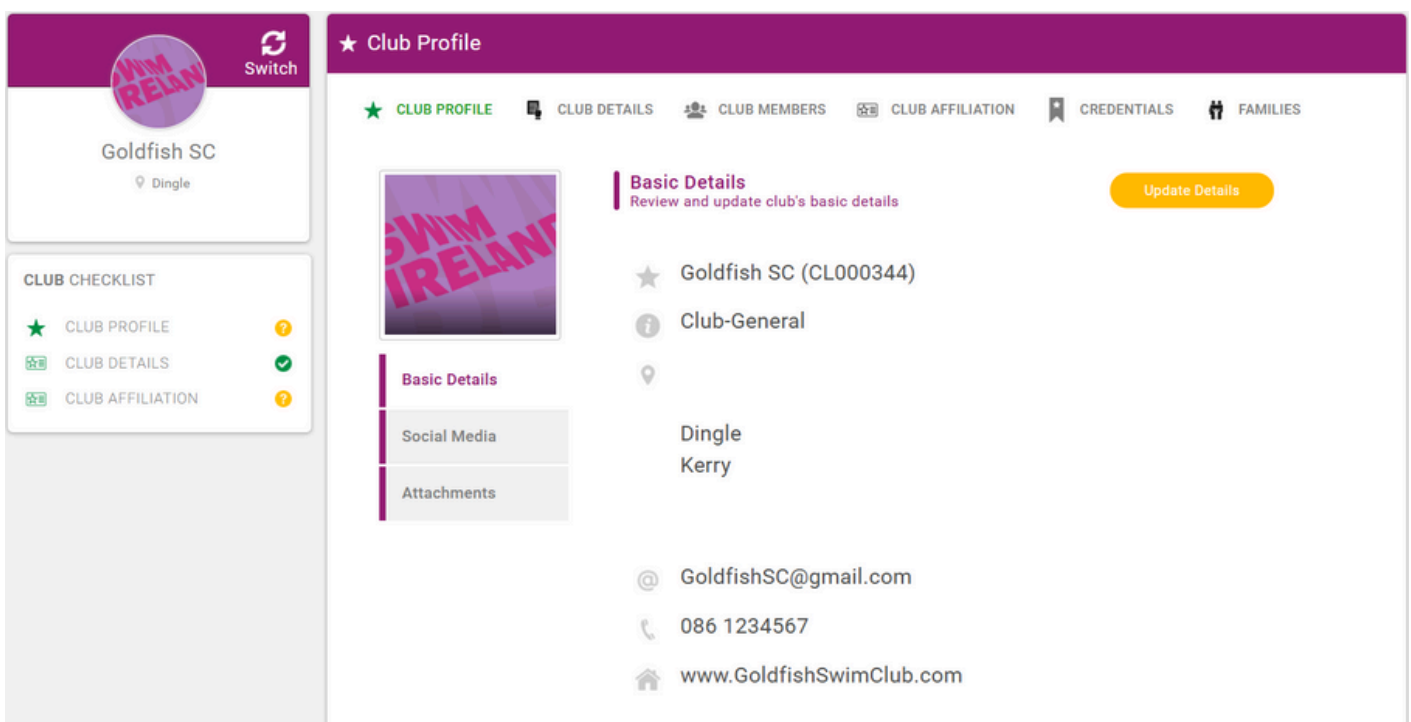 SWIM
IRELAN
Switch
Goldfish SC
Dingle
CLUB CHECKLIST
CLUB PROFILE
CLUB DETAILS
CLUB AFFILIATION
Club Profile
CLUB PROFILE
CLUB DETAILS
CLUB MEMBERS
CLUB AFFILIATION
CREDENTIALS
FAMILIES
SWIM
IRELAND
Basic Details
Social Media
Attachments
Basic Details
Review and update club's basic details
Update Details
Goldfish SC (CL000344)
Club-General
Dingle
Kerry
GoldfishSC@gmail.com
086 1234567
www.GoldfishSwimClub.com